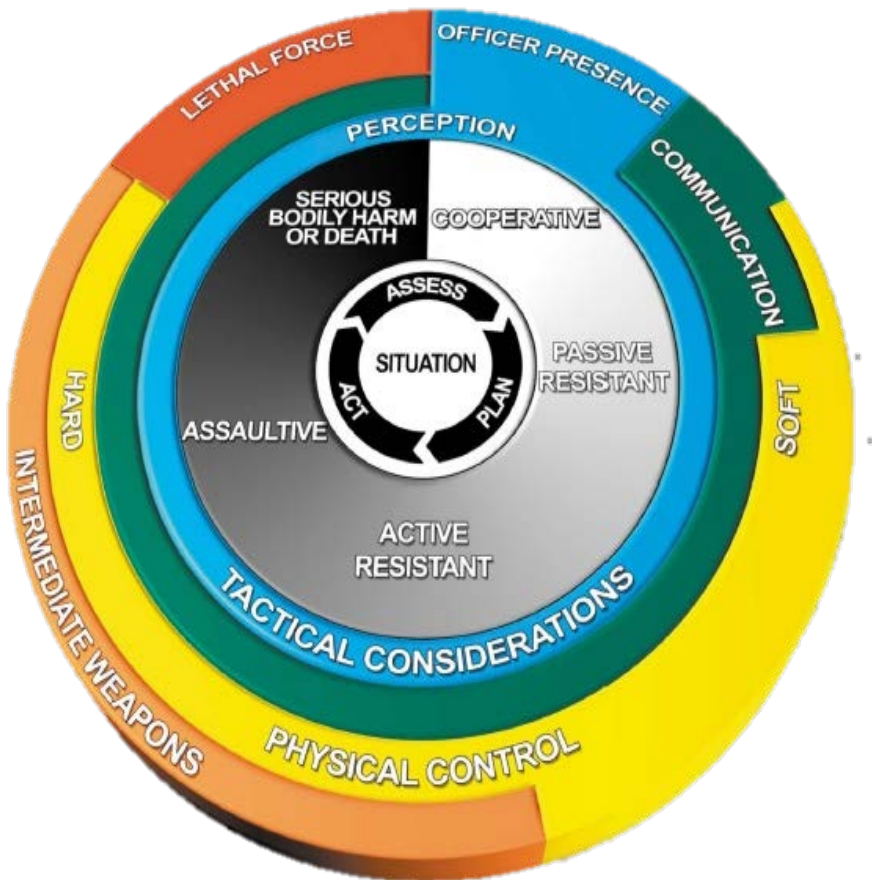 LETHAL FORCE
OFFICER PRESENCE
COMMUNICATION
PERCEPTION
SERIOUS
BODILY HARM
OR DEATH
COOPERATIVE
ASSESS
SITUATION
PLAN
ACT
PASSIVE
RESISTANT
SOFT
HARD
ASSAULTIVE
ACTIVE
RESISTANT
TACTICAL CONSIDERATIONS
PHYSICAL CONTROL
INTERMEDIATE WEAPONS